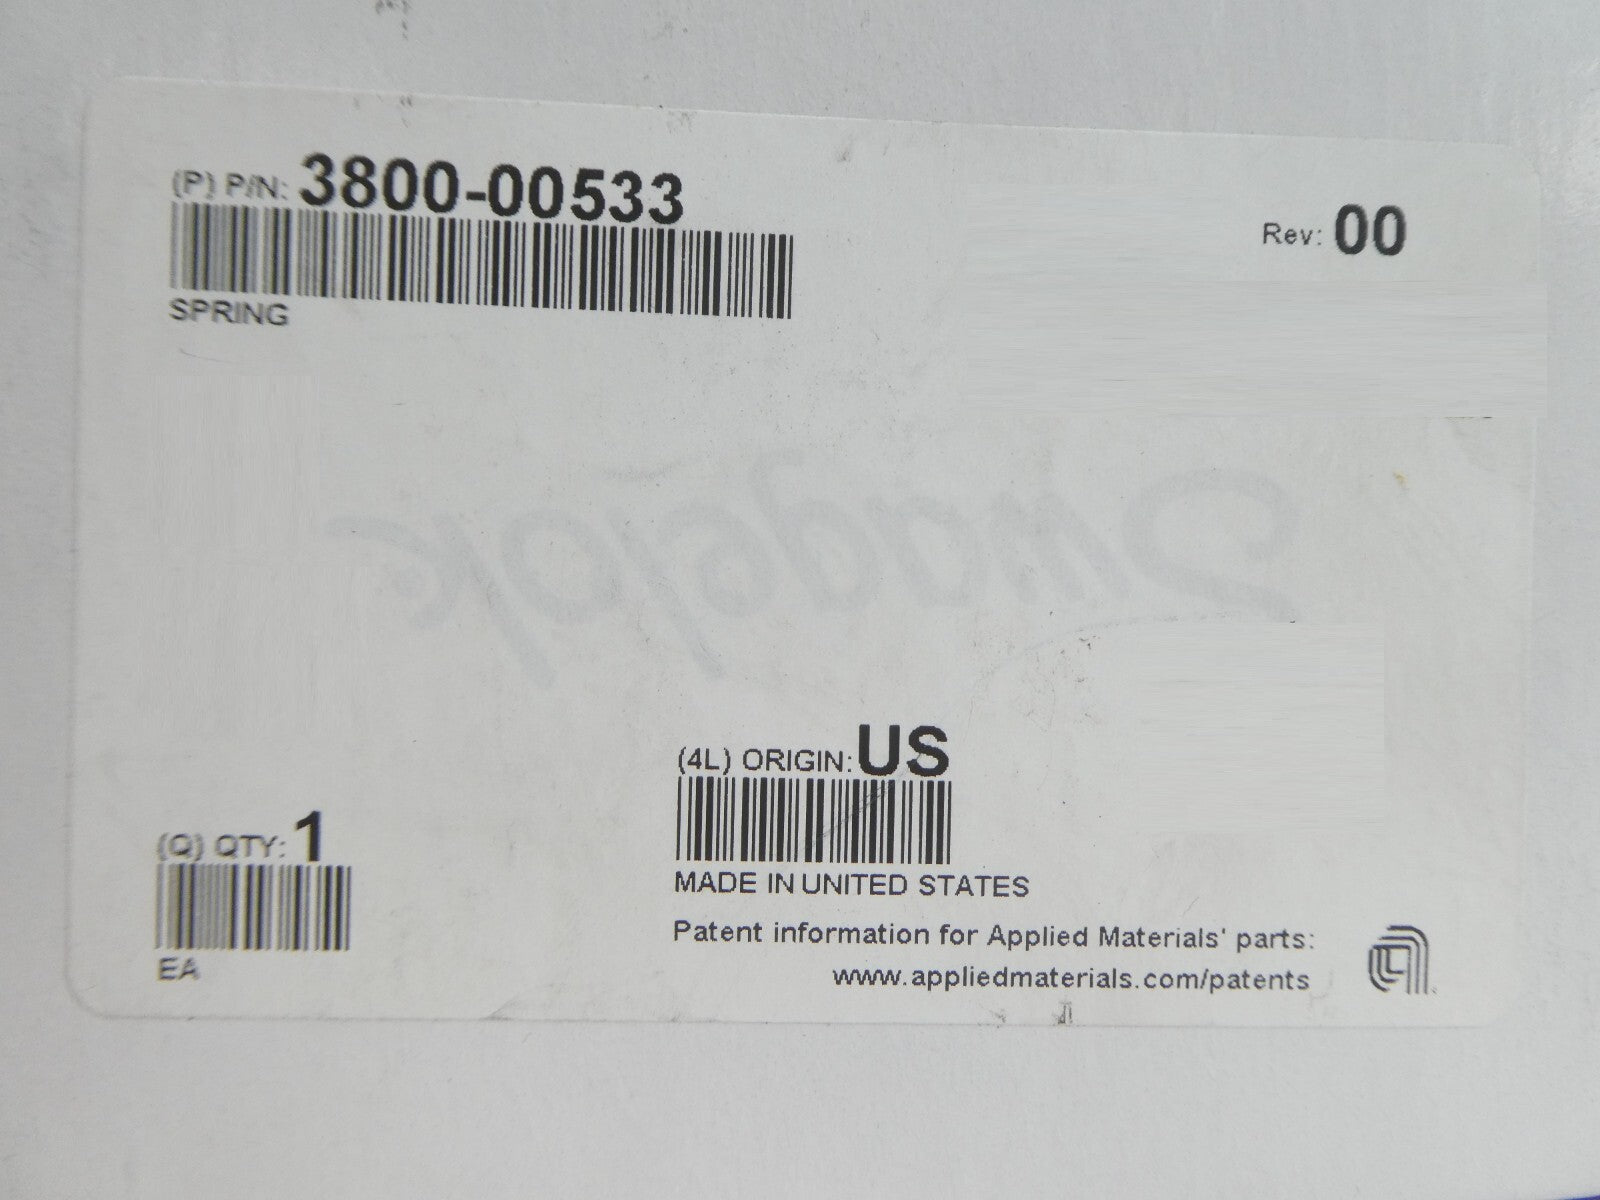 (P) P/N: 3800-00533
Rev: 00
SPRING
(4L) ORIGIN: US
(Q) QTY: 1
MADE IN UNITED STATES
EA
Patent information for Applied Materials' parts:
www.appliedmaterials.com/patents